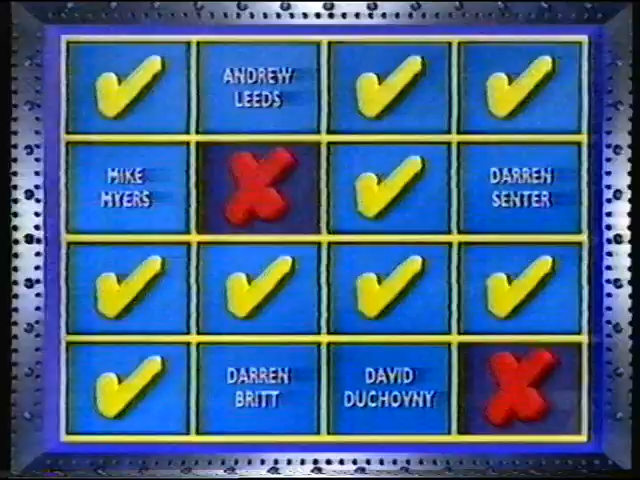 ANDREW
LEEDS
MIKE
MYERS
DARREN
SENTER
DARREN
BRITT
DAVID
DUCHOVNY